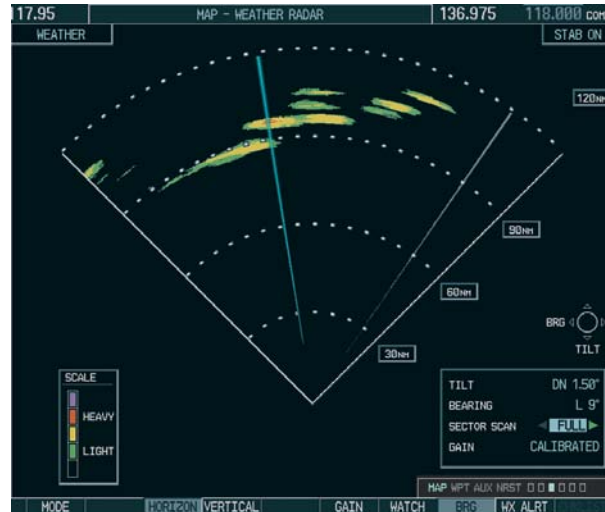 17.95 MAP - WEATHER RADAR 136.975 118.000 COM
WEATHER STAB ON
120NM
90NM
60NM
30NM
BRG
TILT
SCALE
HEAVY
LIGHT
TILT DN 1.50°
BEARING L 9°
SECTOR SCAN FULL
GAIN CALIBRATED
MAP WPT AUX NRST
MODE HORIZON VERTICAL GAIN WATCH BRG WX ALRT